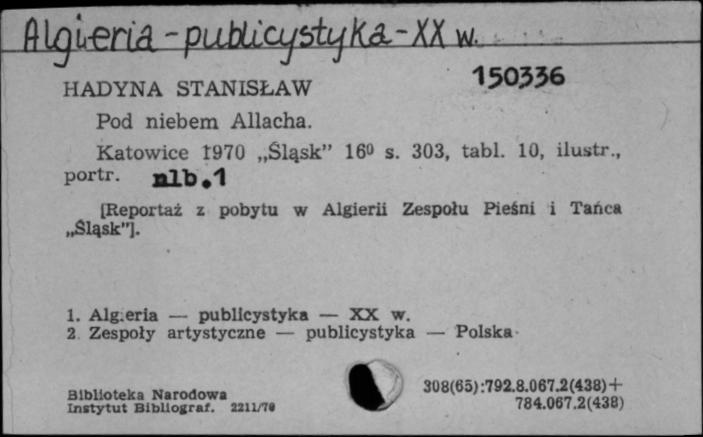 Algieria - publicystyka - XX w.
150336
HADYNA STANISŁAW
Pod niebem Allacha.
Katowice 1970 „Śląsk” 16⁰ s. 303, tabl. 10, ilustr.,
portr. nlb.1
[Reportaż z pobytu w Algierii Zespołu Pieśni i Tańca
„Śląsk”].
1. Algieria — publicystyka — XX w.
2 Zespoły artystyczne — publicystyka — Polska
308(65):792.8.067.2(438)+
784.067.2(438)
Biblioteka Narodowa
Instytut Bibliograf. 2211/70